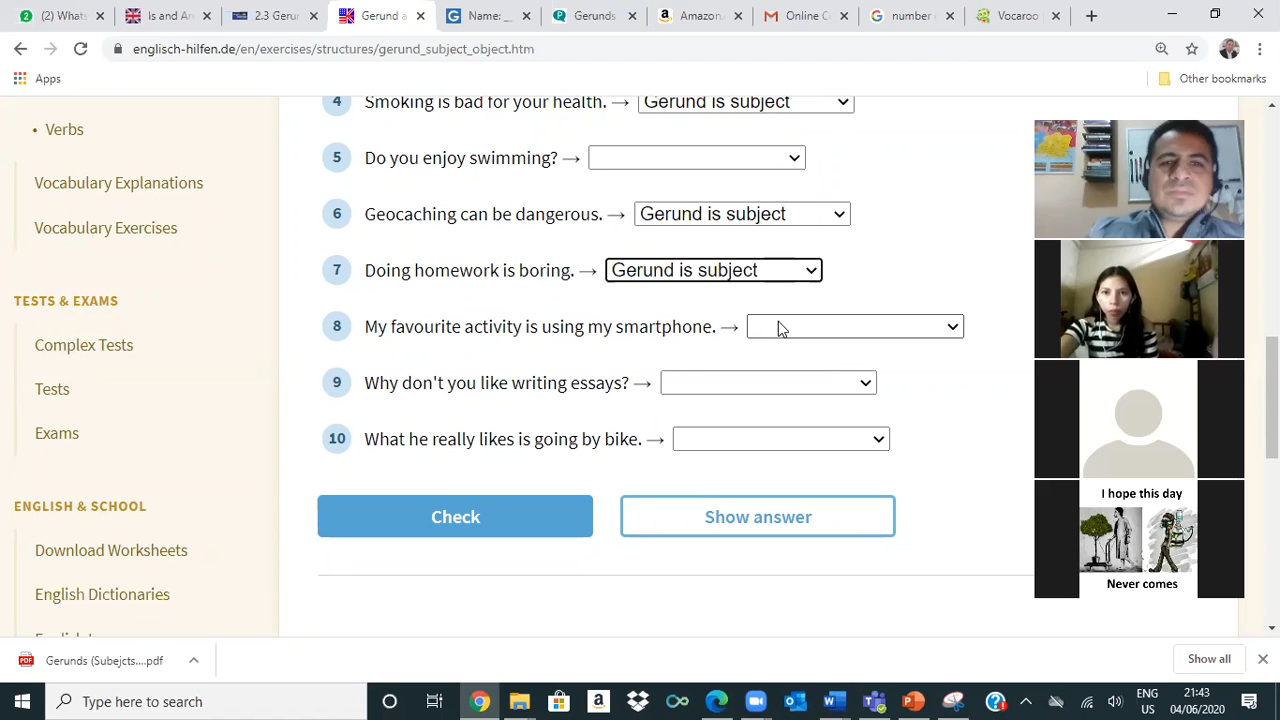 (2) Whats
is and Ar
2.3 Geru
Gerund a
Name: _
Gerunds
Amazon
Online C
number
Vocaroo
englisch-hilfen.de/en/exercises/structures/gerund_subject_object.htm
Apps
Other bookmarks
• Verbs
Vocabulary Explanations
Vocabulary Exercises
TESTS & EXAMS
Complex Tests
Tests
Exams
ENGLISH & SCHOOL
Download Worksheets
English Dictionaries
4 Smoking is bad for your health. → Gerund is subject
5 Do you enjoy swimming? →
6 Geocaching can be dangerous. → Gerund is subject
7 Doing homework is boring. → Gerund is subject
8 My favourite activity is using my smartphone. →
9 Why don't you like writing essays? →
10 What he really likes is going by bike. →
Check
Show answer
I hope this day
Never comes
Gerunds (Subejcts....pdf
Show all
Type here to search
ENG
ES
21:43
04/06/2020